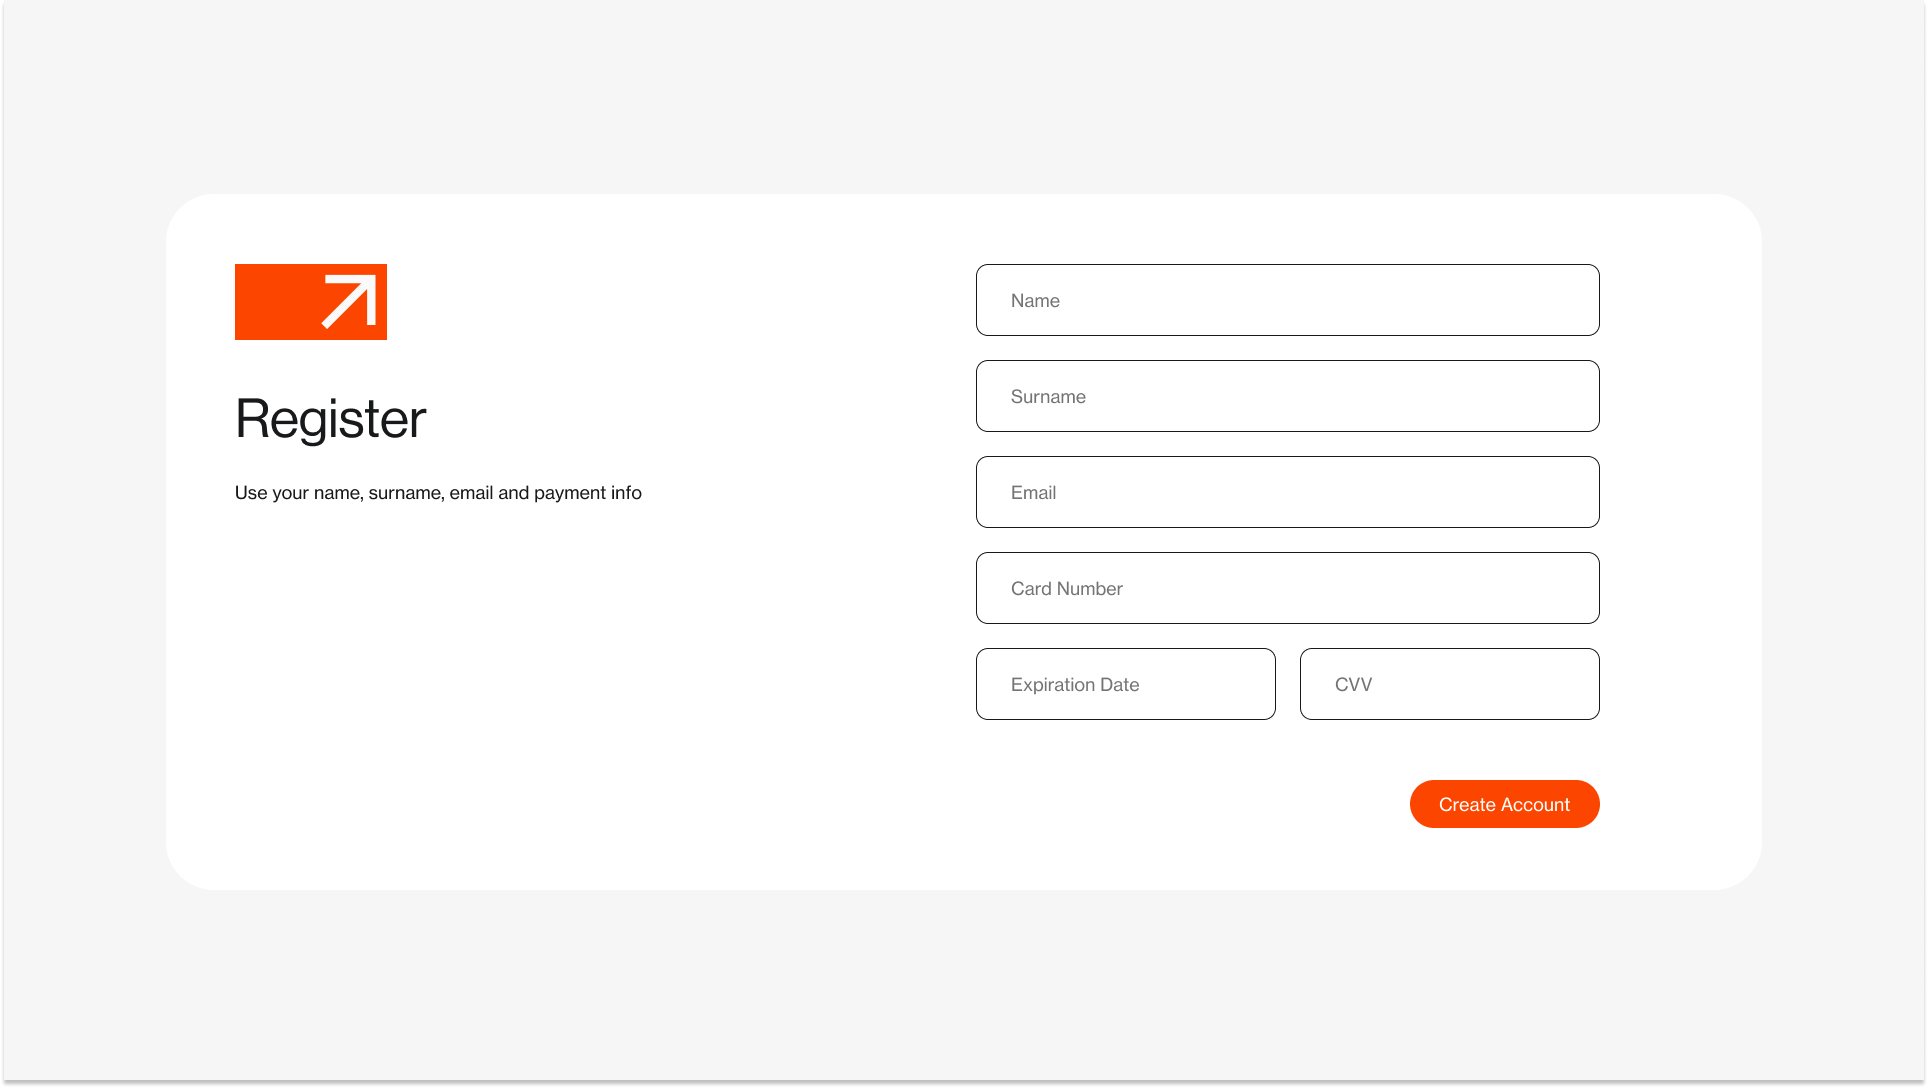 Register
Use your name, surname, email and payment info
Name
Surname
Email
Card Number
Expiration Date
CVV
Create Account